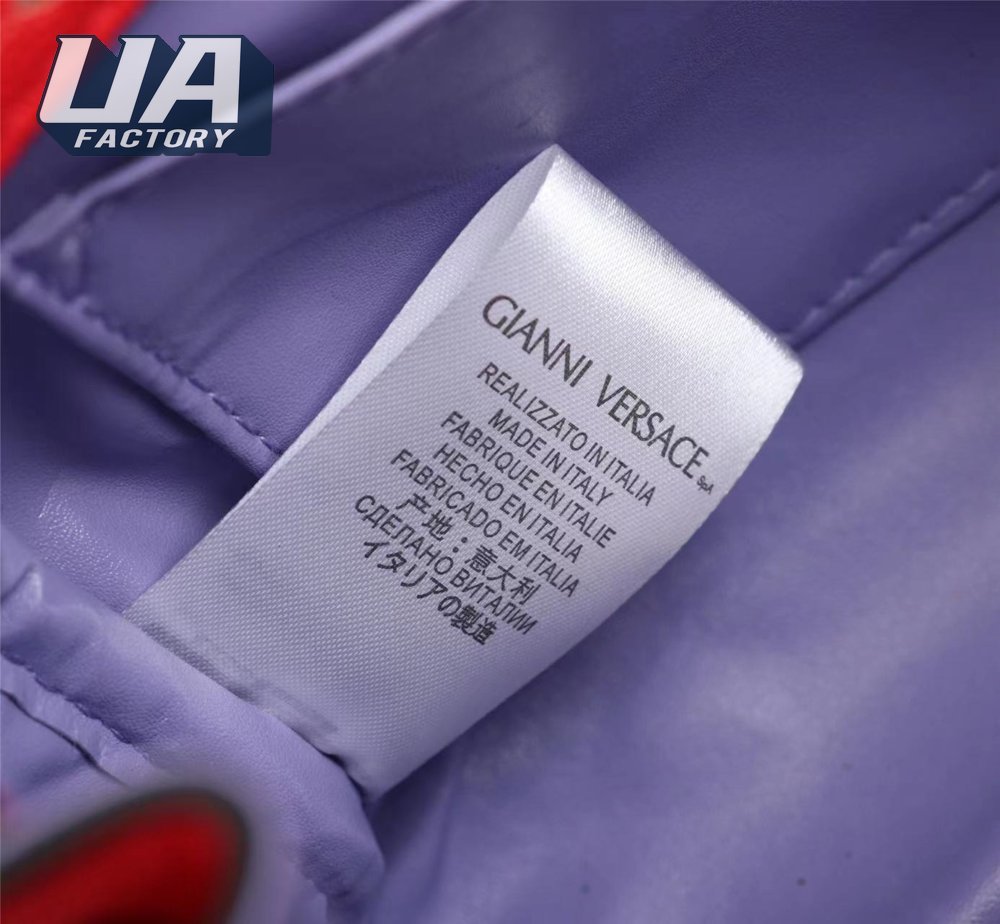 UA
FACTORY
GIANNI VERSACE SpA
REALIZZATO IN ITALIA
MADE IN ITALY
FABRIQUE EN ITALIE
HECHO EN ITALIA
FABRICADO EM ITALIA
产地：意大利
СДЕЛАНО ВИТАЛИИ
イタリアの製造